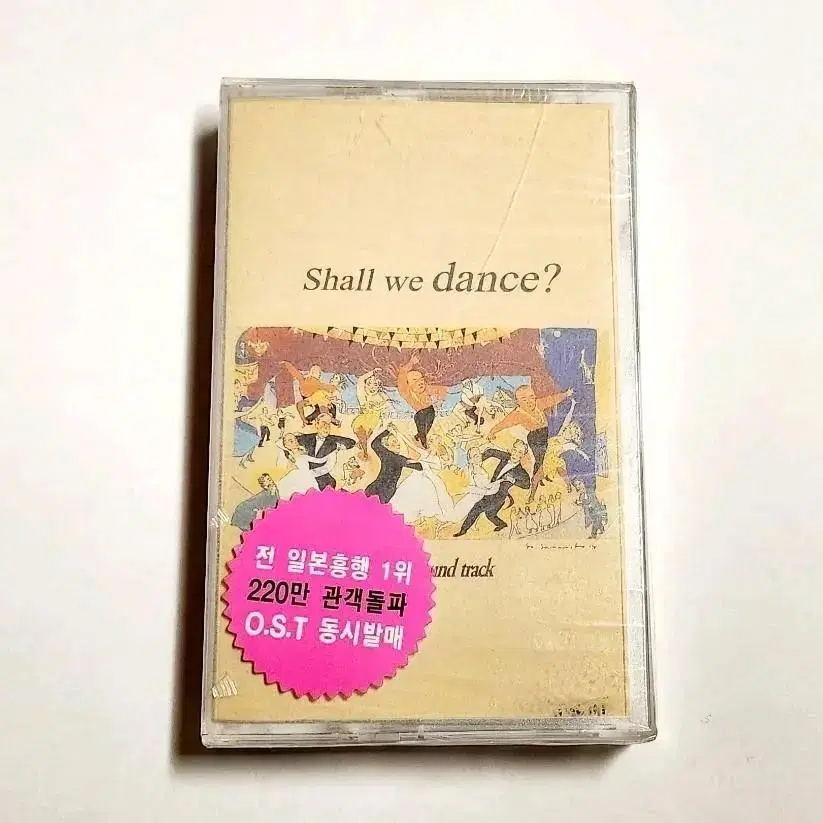 Shall we dance?
und track
전 일본흥행 1위
220만 관객돌파
O.S.T 동시발매